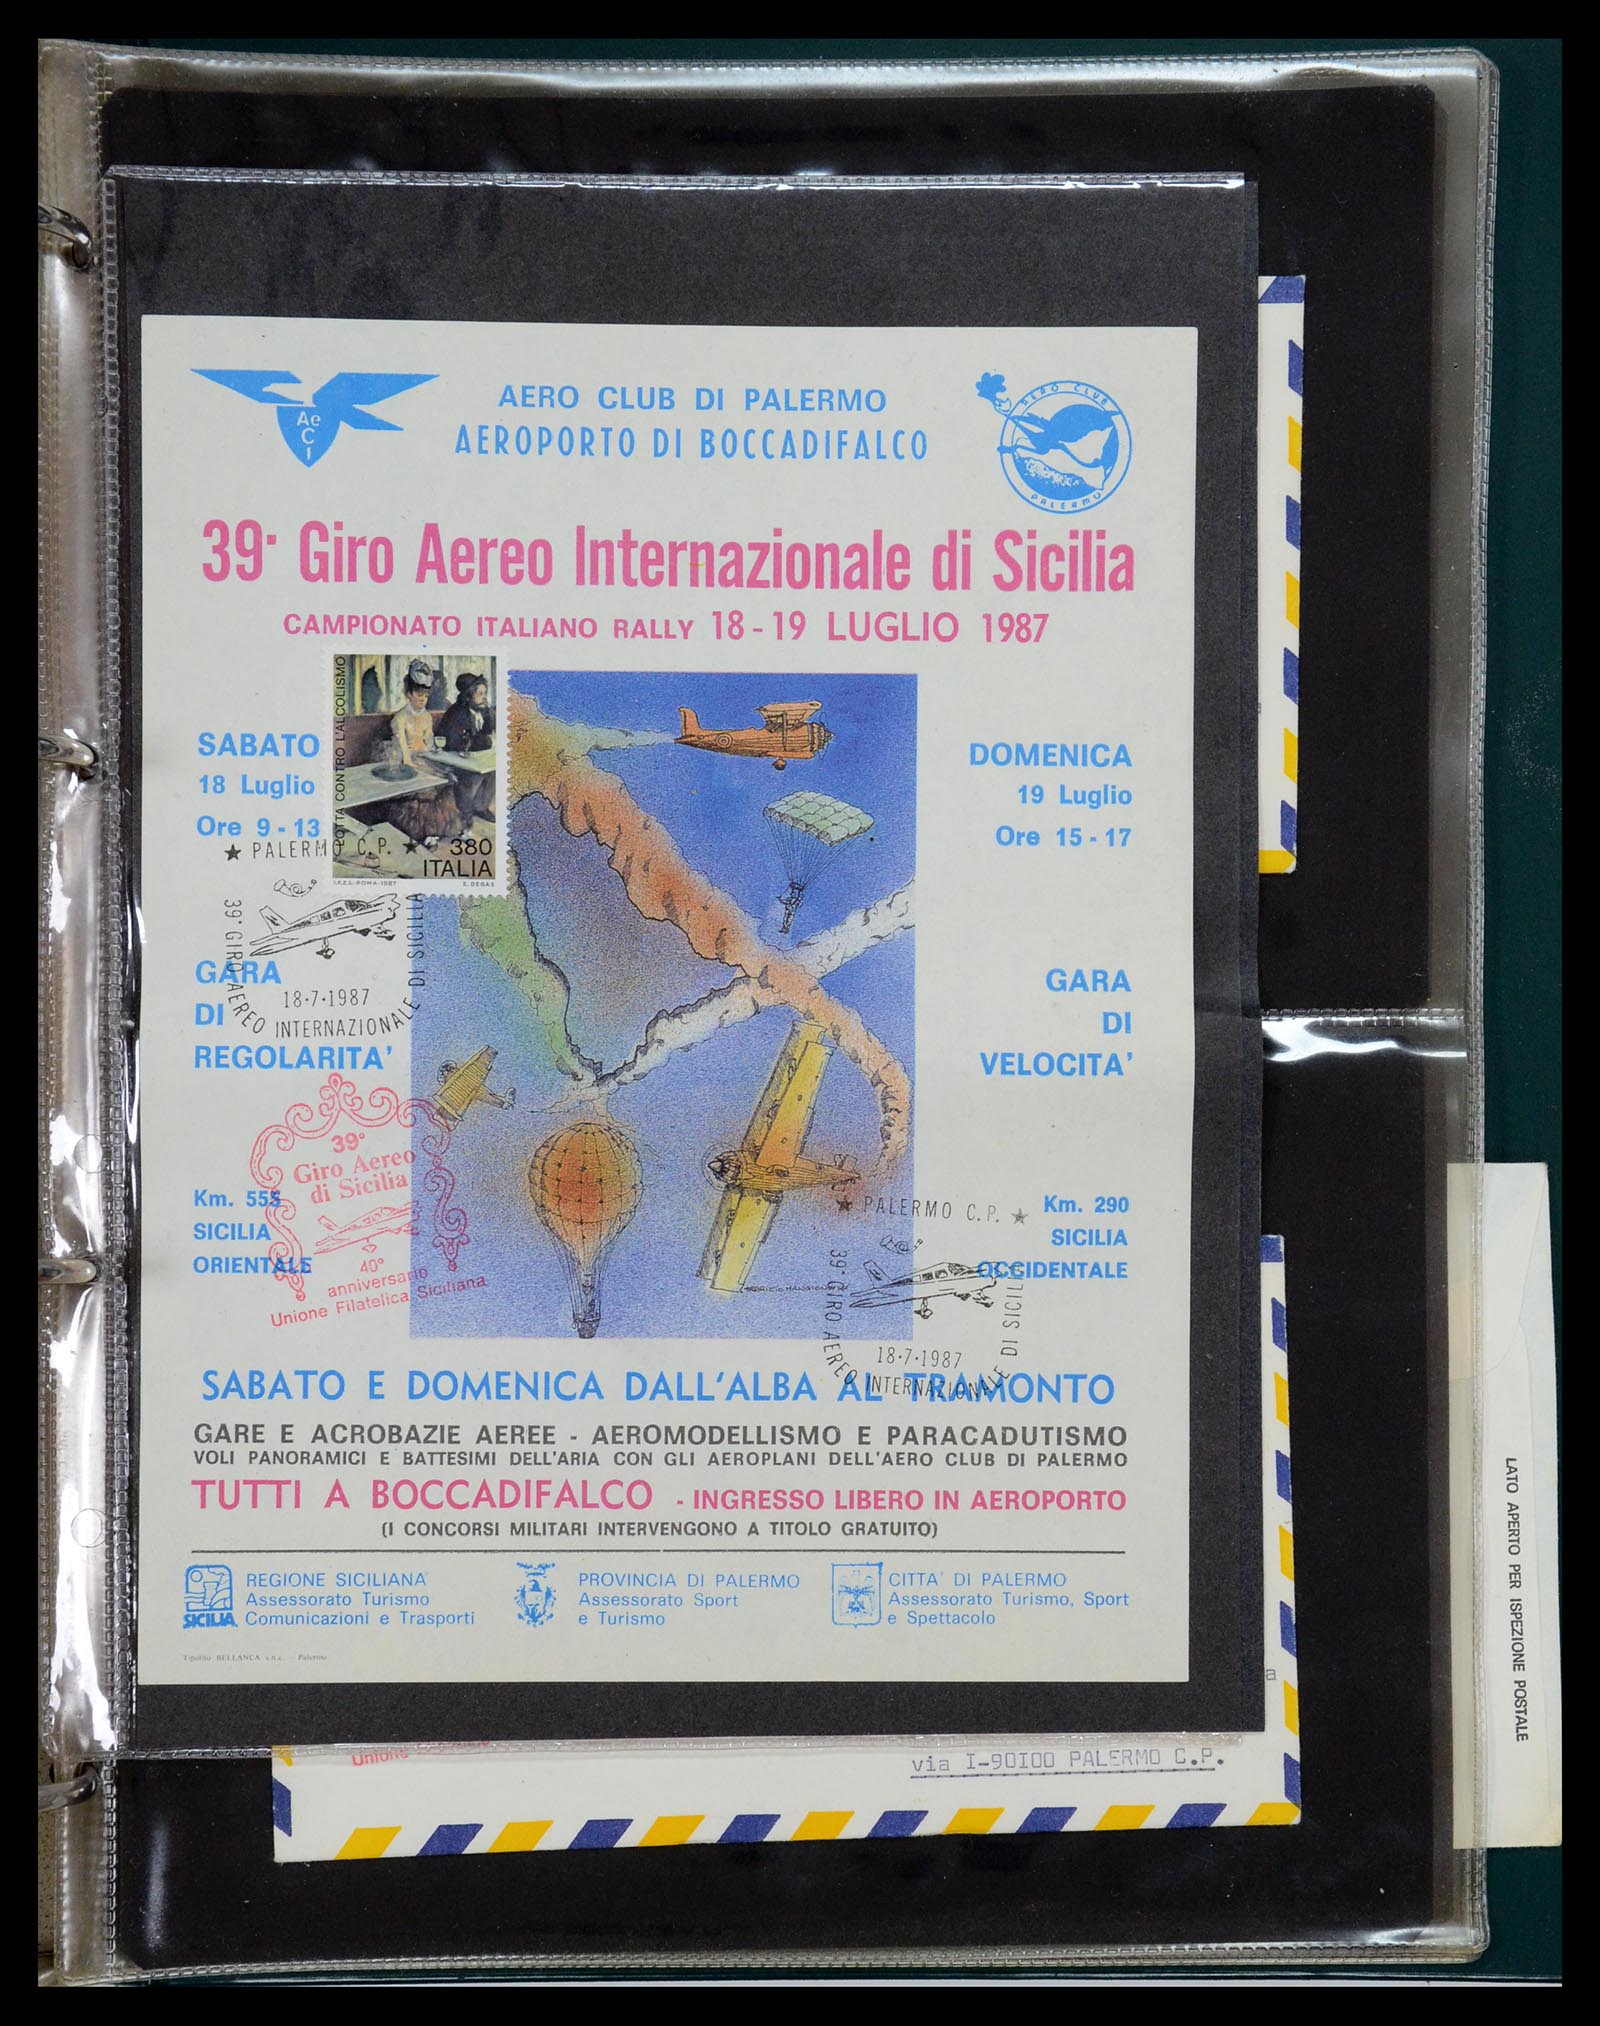 AeCI
AERO CLUB DI PALERMO
AEROPORTO DI BOCCADIFALCO
AERO CLUB
PALERMO
39· Giro Aereo Internazionale di Sicilia
CAMPIONATO ITALIANO RALLY 18-19 LUGLIO 1987
SABATO
18 Luglio
Ore 9-13
LOTTA CONTRO L'ALCOLISMO
380
ITALIA
I.P.Z.S.-ROMA-1987 E. DEGAS
DOMENICA
19 Luglio
Ore 15-17
★ PALERMO C.P. ★
39° GIRO AEREO INTERNAZIONALE DI SICILIA
18·7·1987
GARA
DI
REGOLARITA'
GARA
DI
VELOCITA'
39°
Giro Aereo
di Sicilia
40°
anniversario
Unione Filatelica Siciliana
Km. 555
SICILIA
ORIENTALE
Km. 290
SICILIA
OCCIDENTALE
★ PALERMO C.P. ★
39° GIRO AEREO INTERNAZIONALE DI SICILIA
18·7·1987
SABATO E DOMENICA DALL'ALBA AL TRAMONTO
GARE E ACROBAZIE AEREE - AEROMODELLISMO E PARACADUTISMO
VOLI PANORAMICI E BATTESIMI DELL'ARIA CON GLI AEROPLANI DELL'AERO CLUB DI PALERMO
TUTTI A BOCCADIFALCO - INGRESSO LIBERO IN AEROPORTO
(I CONCORSI MILITARI INTERVENGONO A TITOLO GRATUITO)
SICILIA
REGIONE SICILIANA
Assessorato Turismo
Comunicazioni e Trasporti
PROVINCIA DI PALERMO
Assessorato Sport
e Turismo
CITTA' DI PALERMO
Assessorato Turismo, Sport
e Spettacolo
Tipolito BELLANCA s.n.c. - Palermo
a
Unione
via I-90100 PALERMO C.P.
LATO APERTO PER ISPEZIONE POSTALE